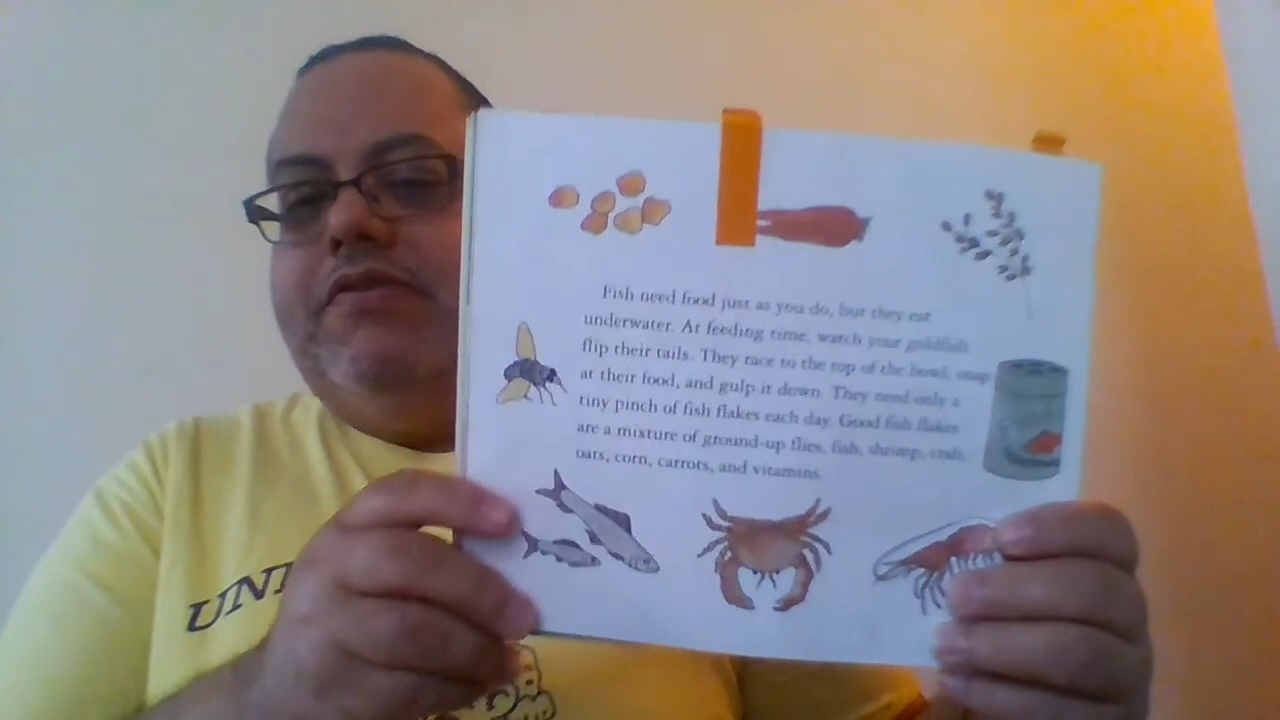 Fish need food just as you do, but they eat
underwater. At feeding time, watch your goldfish
flip their tails. They race to the top of the bowl, snap
at their food, and gulp it down. They need only a
tiny pinch of fish flakes each day. Good fish flakes
are a mixture of ground-up flies, fish, shrimp, crab,
oats, corn, carrots, and vitamins.